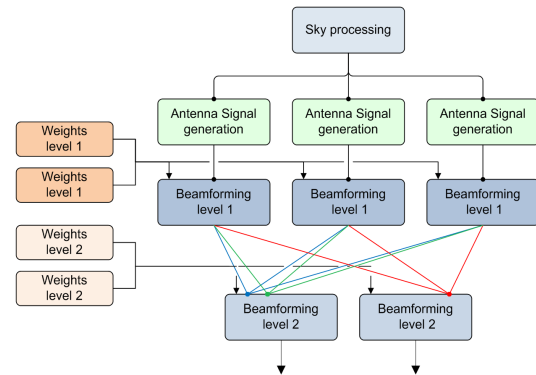 Sky processing
Antenna Signal
generation
Antenna Signal
generation
Antenna Signal
generation
Weights
level 1
Weights
level 1
Beamforming
level 1
Beamforming
level 1
Beamforming
level 1
Weights
level 2
Weights
level 2
Beamforming
level 2
Beamforming
level 2